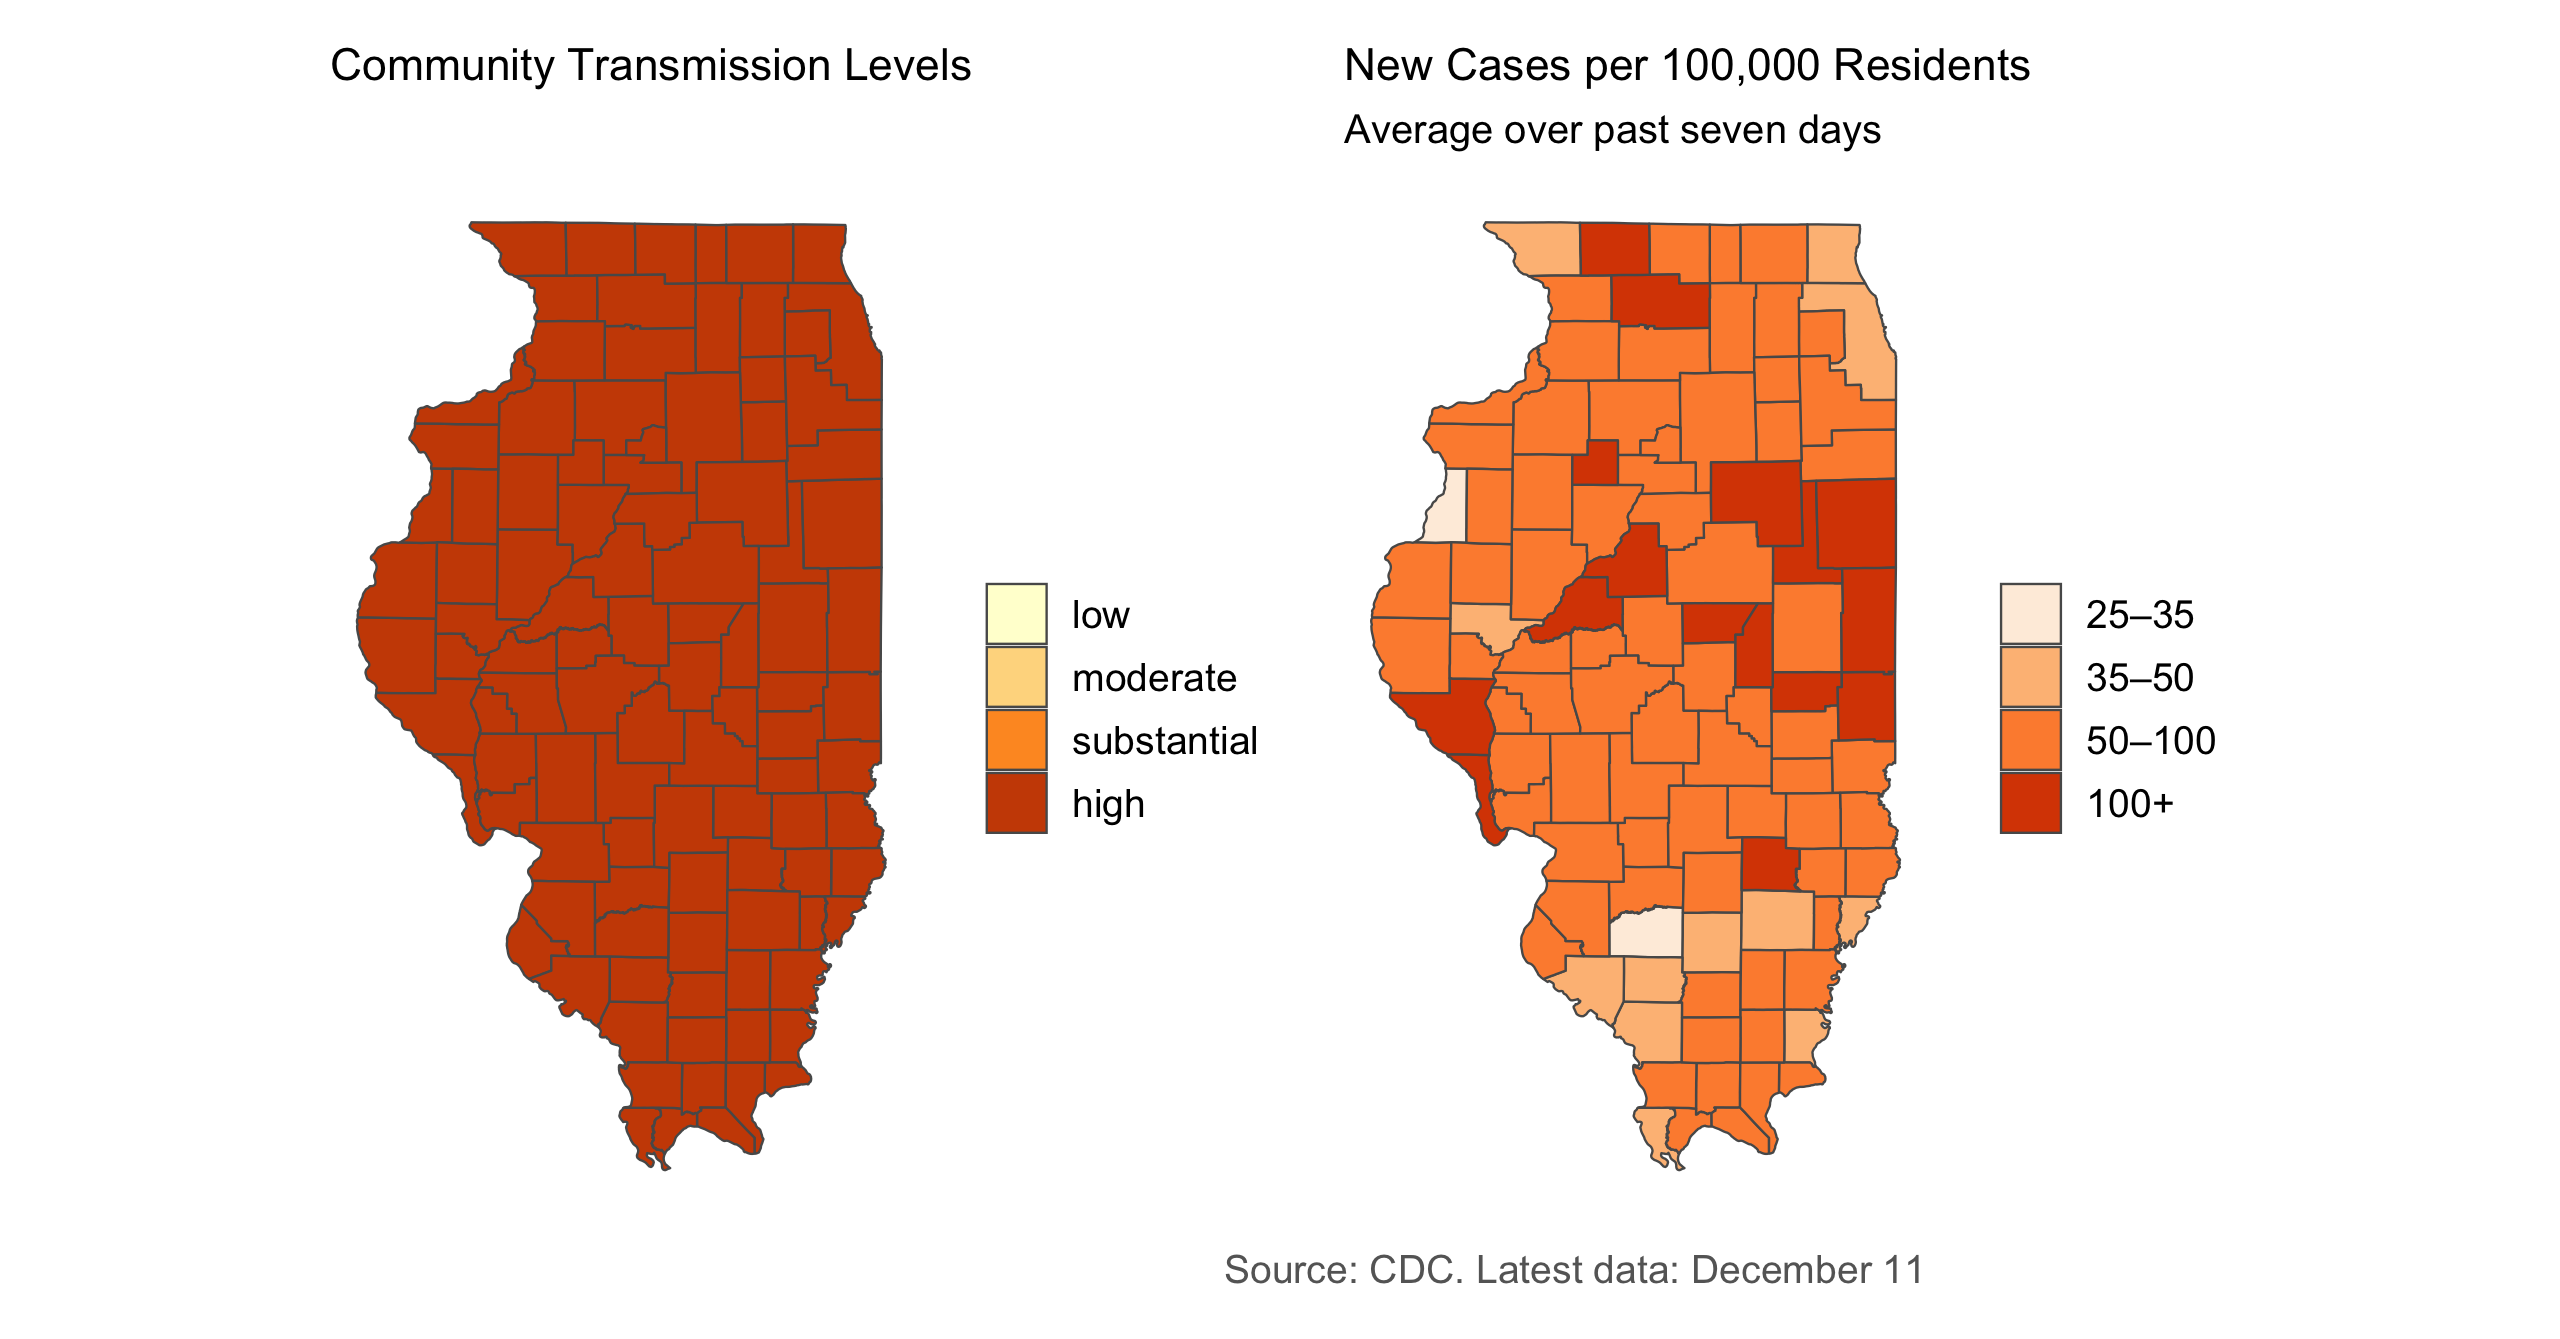 Community Transmission Levels
low
moderate
substantial
high
New Cases per 100,000 Residents
Average over past seven days
25–35
35–50
50–100
100+
Source: CDC. Latest data: December 11